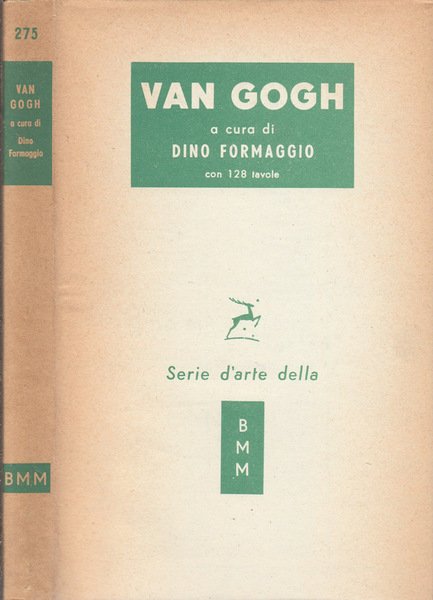 275
VAN
GOGH
a cura di
Dino
Formaggio
BMM
VAN GOGH
a cura di
DINO FORMAGGIO
con 128 tavole
Serie d'arte della
B
M
M